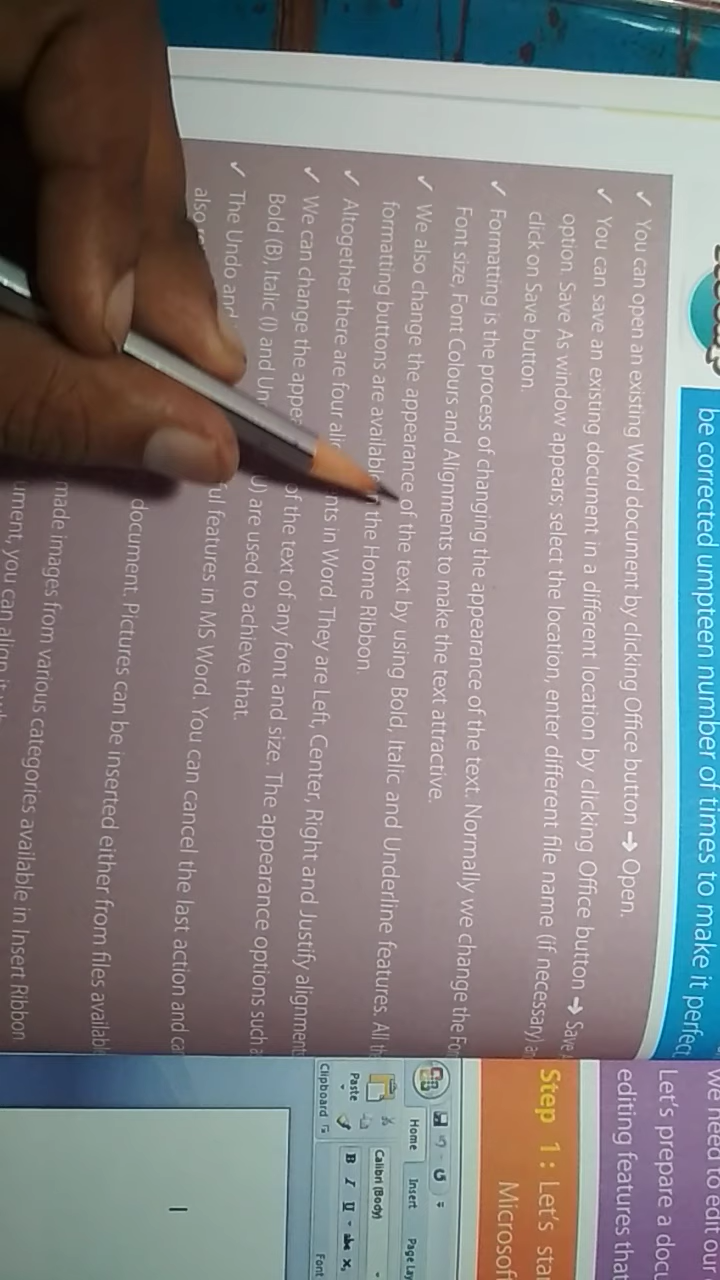 be corrected umpteen number of times to make it perfect
✓ You can open an existing Word document by clicking Office button ➔ Open.
✓ You can save an existing document in a different location by clicking Office button ➔ Save
option. Save As window appears; select the location, enter different file name (if necessary)
click on Save button.
✓ Formatting is the process of changing the appearance of the text. Normally we change the
Font size, Font Colours and Alignments to make the text attractive.
✓ We also change the appearance of the text by using Bold, Italic and Underline features. All
formatting buttons are available the Home Ribbon.
✓ Altogether there are four in Word. They are Left, Center, Right and Justify alignment
✓ We can change the of the text of any font and size. The appearance options such
Bold (B), Italic (I) and U) are used to achieve that.
✓ The Undo and features in MS Word. You can cancel the last action and
also
document. Pictures can be inserted either from files
made images from various categories available in Insert Ribbon
you can align it
We need to edit our
Let's prepare a
editing features
Step 1: Let's
Home Insert Page
Paste
Calibri (Body)
B I U abc x,
Clipboard
Font